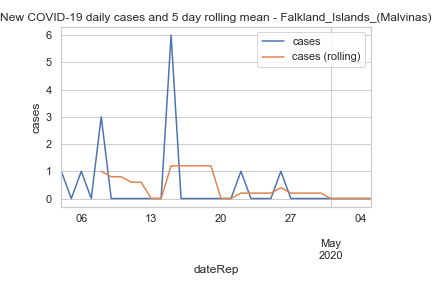 New COVID-19 daily cases and 5 day rolling mean - Falkland_Islands_(Malvinas)
cases
cases (rolling)
6
5
4
3
2
1
0
cases
06
13
20
27
04
May
2020
dateRep